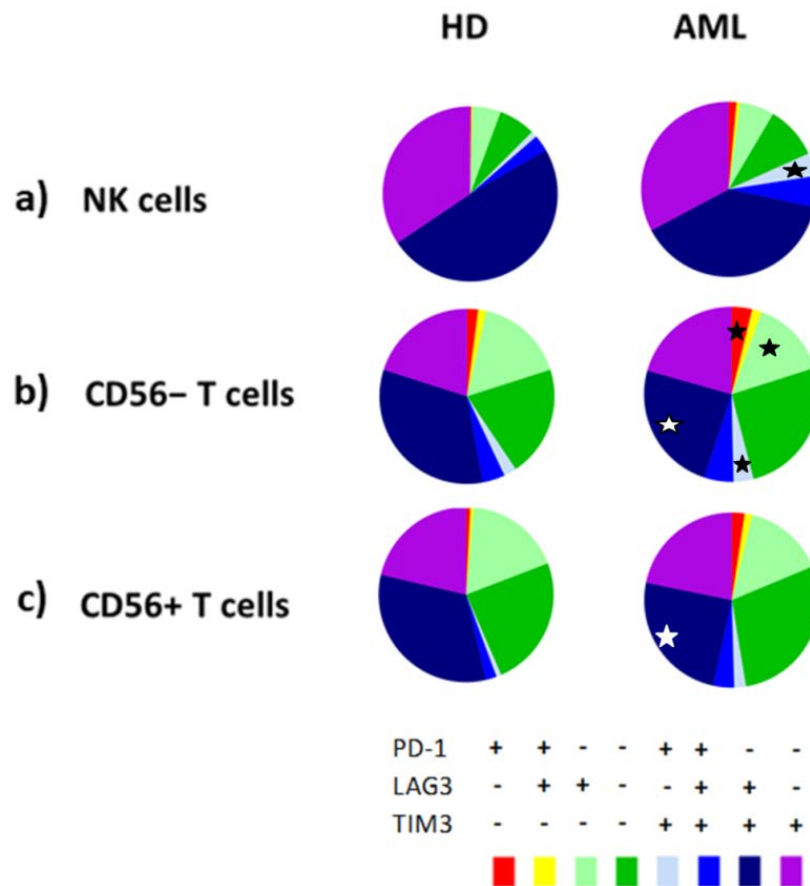 HD AML
a) NK cells
b) CD56− T cells
c) CD56+ T cells
PD-1 + + - - + + - -
LAG3 - + + - - + + -
TIM3 - - - - + + + +